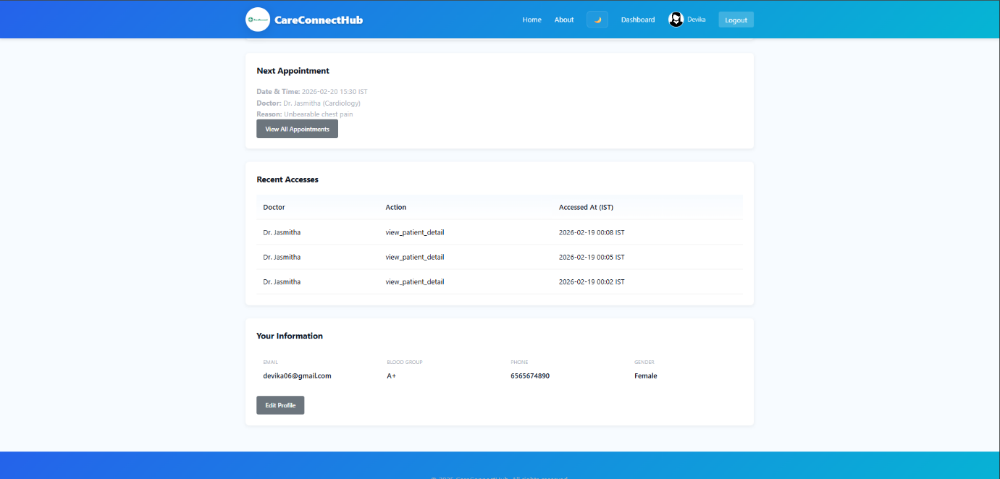 CareConnectHub
Home About Dashboard Devika Logout
Next Appointment
Date & Time: 2026-02-20 15:30 IST
Doctor: Dr. Jasmitha (Cardiology)
Reason: Unbearable chest pain
View All Appointments
Recent Accesses
Doctor Action Accessed At (IST)
Dr. Jasmitha view_patient_detail 2026-02-19 00:08 IST
Dr. Jasmitha view_patient_detail 2026-02-19 00:05 IST
Dr. Jasmitha view_patient_detail 2026-02-19 00:02 IST
Your Information
EMAIL BLOOD GROUP PHONE GENDER
devika06@gmail.com A+ 6565674890 Female
Edit Profile
© 2025 CareConnectHub. All rights reserved.